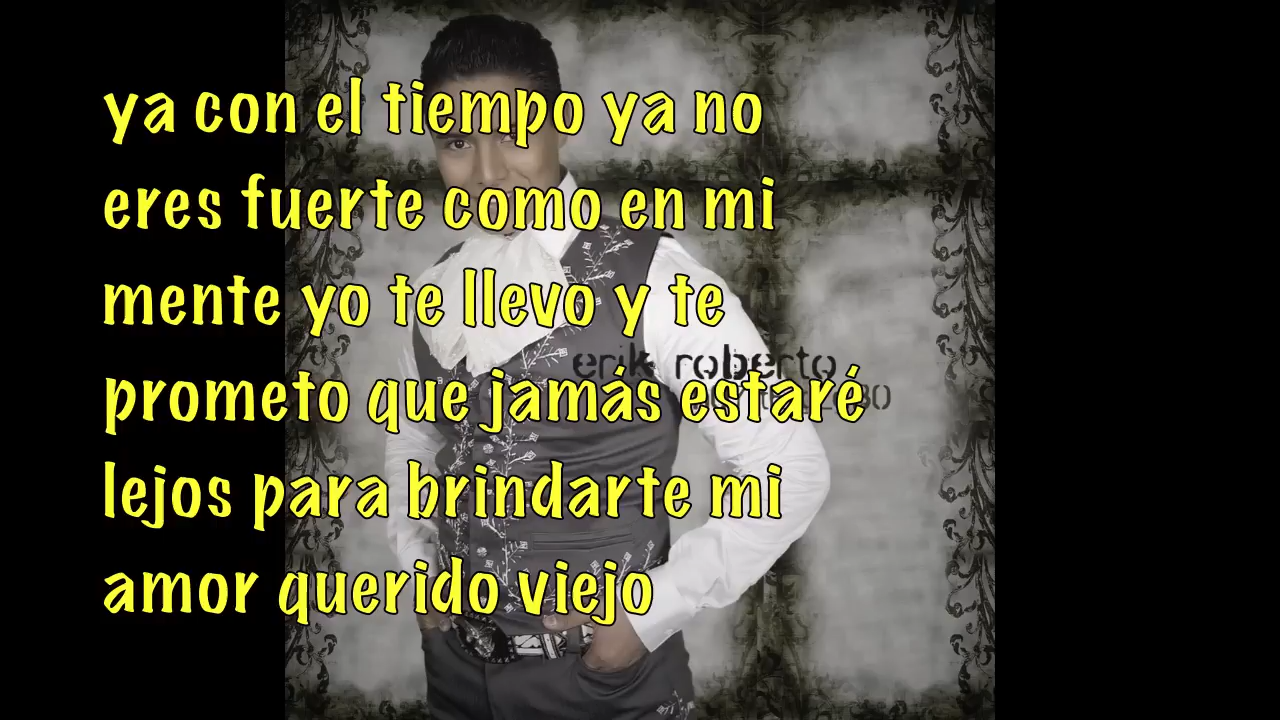 ya con el tiempo ya no
eres fuerte como en mi
mente yo te llevo y te
erik roberto
prometo que jamás estaré
lejos para brindarte mi
amor querido viejo